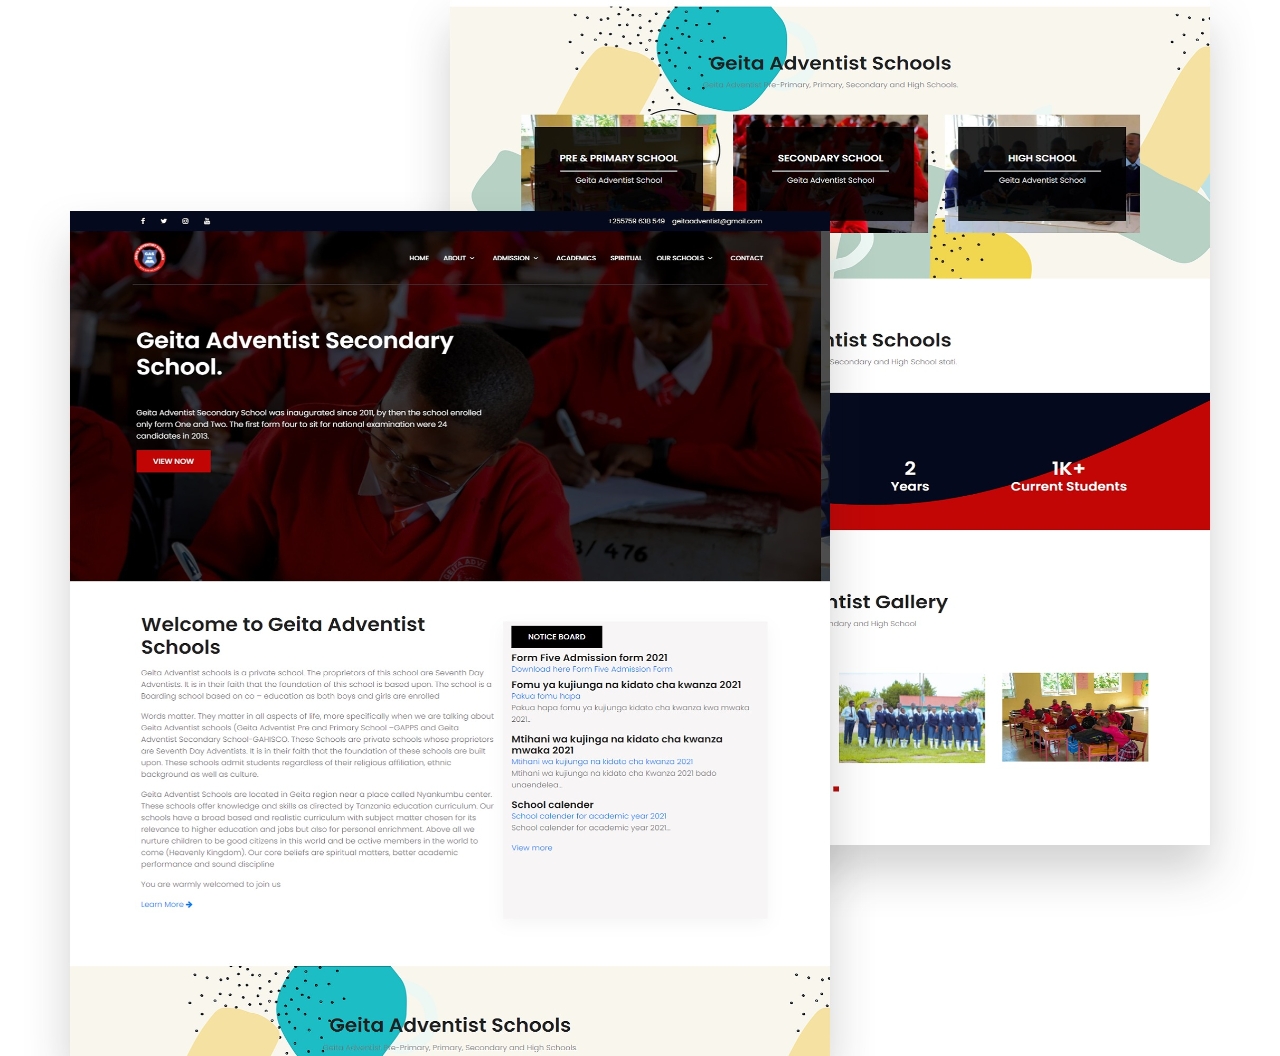 Geita Adventist Schools
Geita Adventist Pre-Primary, Primary, Secondary and High Schools.
PRE & PRIMARY SCHOOL
Geita Adventist School
SECONDARY SCHOOL
Geita Adventist School
HIGH SCHOOL
Geita Adventist School
+255759 638 549 geitaadventist@gmail.com
HOME ABOUT ADMISSION ACADEMICS SPIRITUAL OUR SCHOOLS CONTACT
Geita Adventist Secondary
School.
Geita Adventist Secondary School was inaugurated since 2011, by then the school enrolled
only form One and Two. The first form four to sit for national examination were 24
candidates in 2013.
VIEW NOW
3/ 476
GEITA ADV
ntist Schools
Secondary and High School stati.
2
Years
1K+
Current Students
ntist Gallery
ndary and High School
Welcome to Geita Adventist
Schools
Geita Adventist schools is a private school. The proprietors of this school are Seventh Day
Adventists. It is in their faith that the foundation of this school is based upon. The school is a
Boarding school based on co – education as both boys and girls are enrolled
Words matter. They matter in all aspects of life, more specifically when we are talking about
Geita Adventist schools (Geita Adventist Pre and Primary School –GAPPS and Geita
Adventist Secondary School-GAHISCO. These Schools are private schools whose proprietors
are Seventh Day Adventists. It is in their faith that the foundation of these schools are built
upon. These schools admit students regardless of their religious affiliation, ethnic
background as well as culture.
Geita Adventist Schools are located in Geita region near a place called Nyankumbu center.
These schools offer knowledge and skills as directed by Tanzania education curriculum. Our
schools have a broad based and realistic curriculum with subject matter chosen for its
relevance to higher education and jobs but also for personal enrichment. Above all we
nurture children to be good citizens in this world and be active members in the world to
come (Heavenly Kingdom). Our core beliefs are spiritual matters, better academic
performance and sound discipline
You are warmly welcomed to join us
Learn More
NOTICE BOARD
Form Five Admission form 2021
Download here Form Five Admission Form
Fomu ya kujiunga na kidato cha kwanza 2021
Pakua fomu hapa
Pakua hapa fomu ya kujiunga kidato cha kwanza kwa mwaka
2021...
Mtihani wa kujinga na kidato cha kwanza
mwaka 2021
Mtihani wa kujiunga na kidato cha kwanza 2021
Mtihani wa kujiunga na kidato cha Kwanza 2021 bado
unaendelea...
School calender
School calender for academic year 2021
School calender for academic year 2021...
View more
Geita Adventist Schools
Geita Adventist Pre-Primary, Primary, Secondary and High Schools